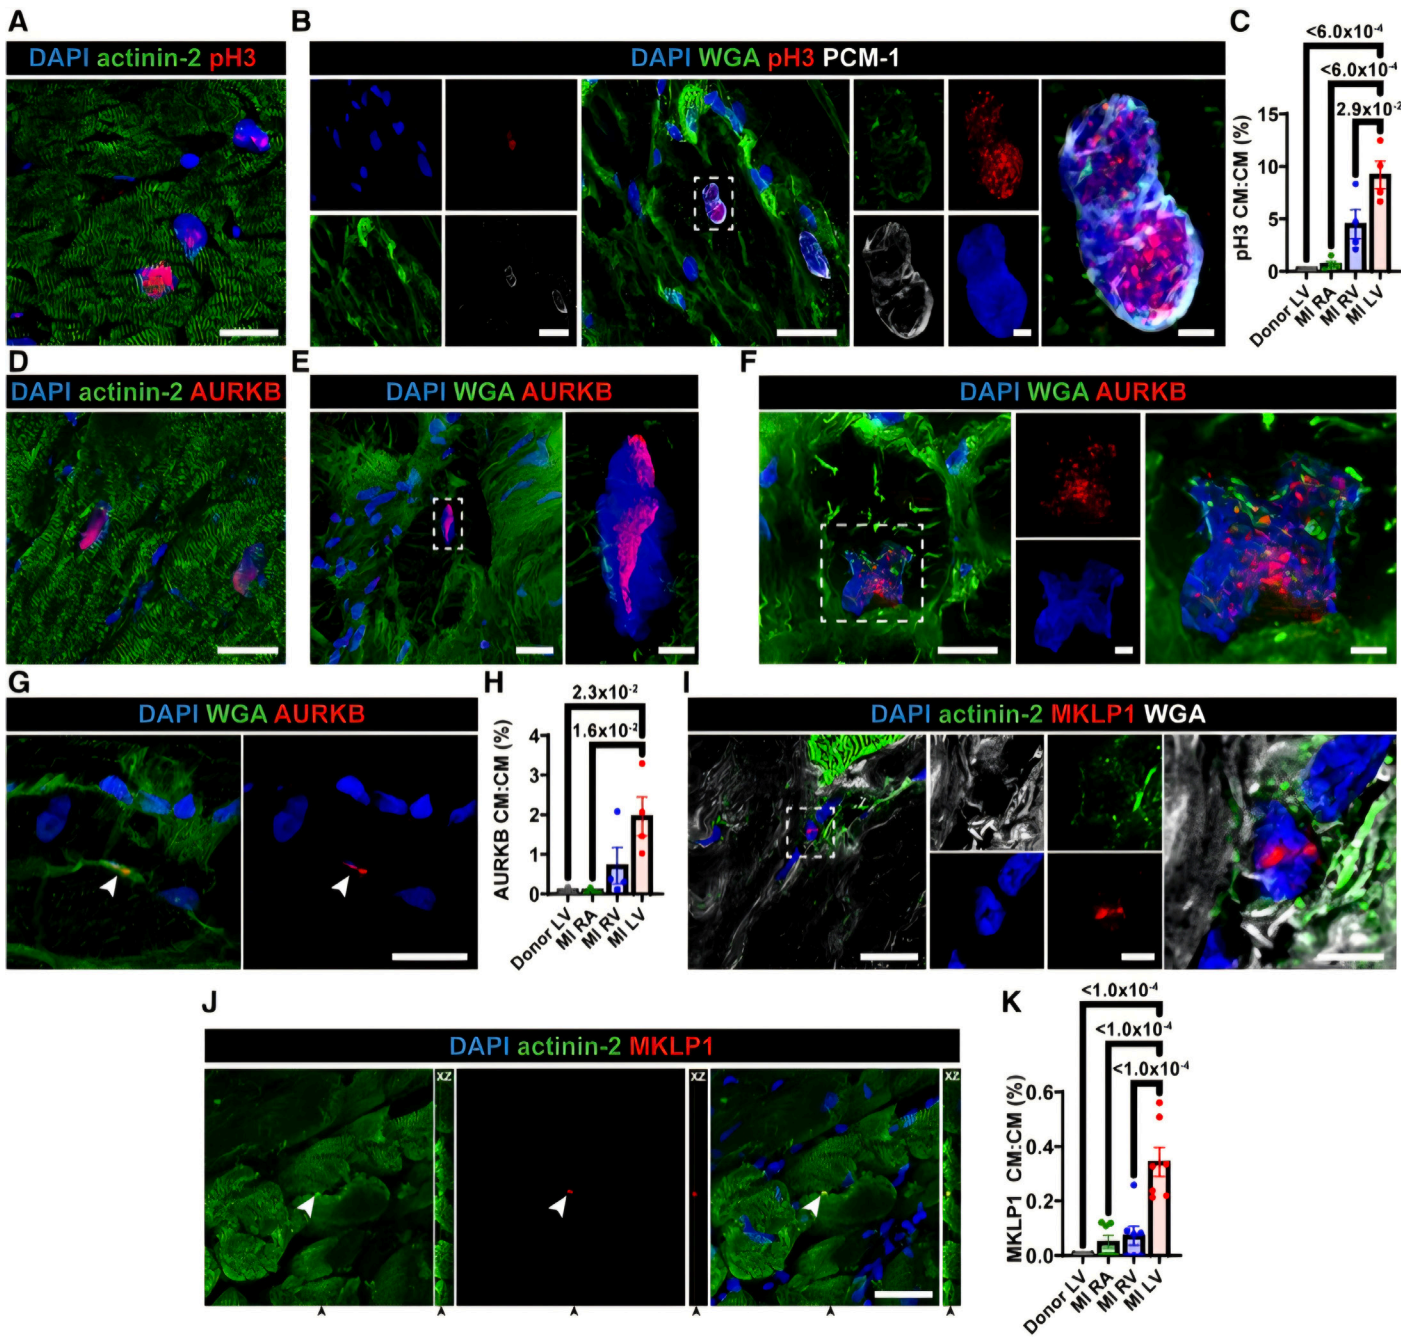 A
DAPI actinin-2 pH3
B
DAPI WGA pH3 PCM-1
C
<6.0x10⁻⁴
<6.0x10⁻⁴
2.9x10⁻²
pH3 CM:CM (%)
15
10
5
0
Donor LV
MI RA
MI RV
MI LV
D
DAPI actinin-2 AURKB
E
DAPI WGA AURKB
F
DAPI WGA AURKB
G
DAPI WGA AURKB
H
2.3x10⁻²
1.6x10⁻²
AURKB CM:CM (%)
4
3
2
1
0
Donor LV
MI RA
MI RV
MI LV
I
DAPI actinin-2 MKLP1 WGA
J
DAPI actinin-2 MKLP1
XZ
XZ
XZ
K
<1.0x10⁻⁴
<1.0x10⁻⁴
<1.0x10⁻⁴
MKLP1 CM:CM (%)
0.6
0.4
0.2
0.0
Donor LV
MI RA
MI RV
MI LV